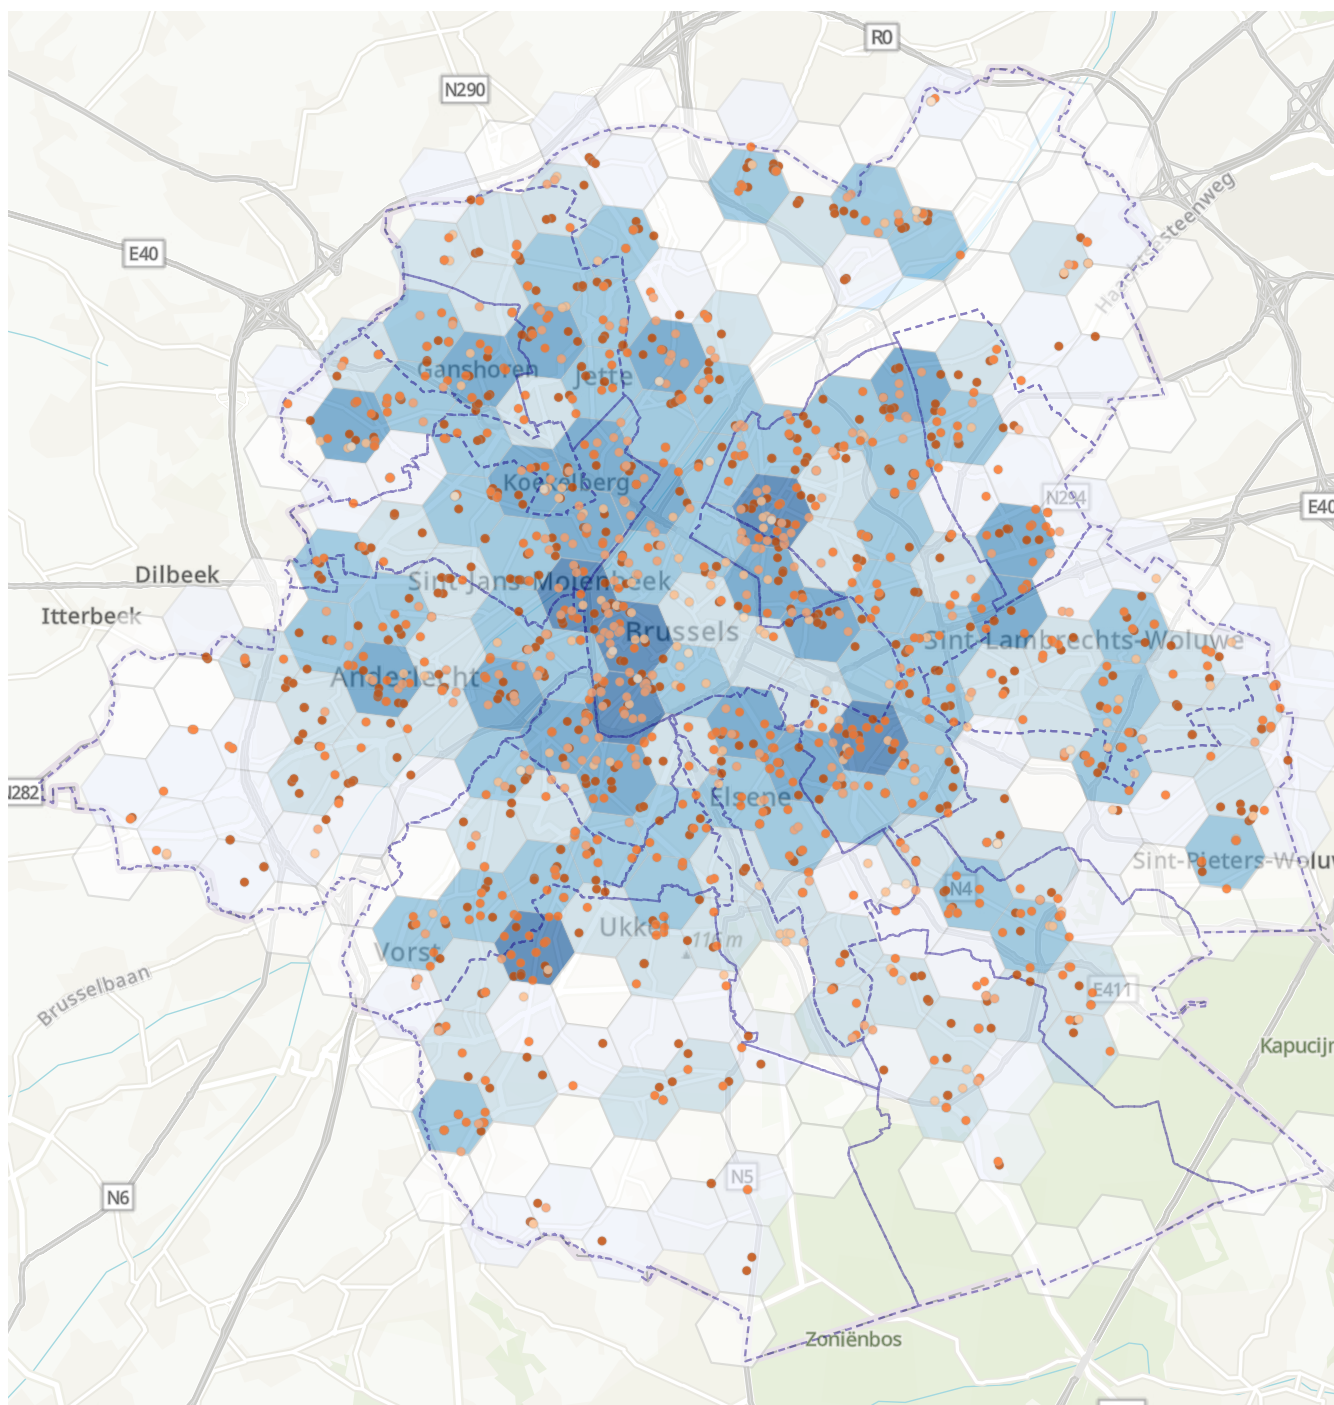 R0
N290
Haachtsesteenweg
E40
Ganshoren
Jette
Koekelberg
N294
E40
Dilbeek
Sint-Jans-Molenbeek
Itterbeek
Brussels
Sint-Lambrechts-Woluwe
Anderlecht
N282
Elsene
Sint-Pieters-Woluw
N4
Ukkel
116 m
Vorst
Brusselbaan
E411
Kapucijn
N5
N6
Zoniënbos